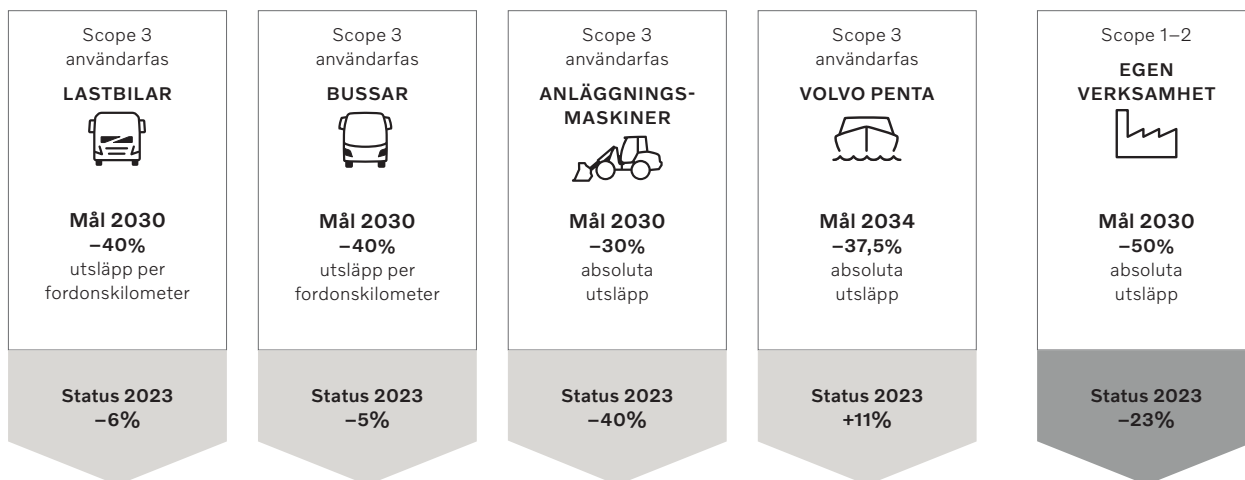 Scope 3
användarfas
LASTBILAR
Mål 2030
–40%
utsläpp per
fordonskilometer
Status 2023
–6%
Scope 3
användarfas
BUSSAR
Mål 2030
–40%
utsläpp per
fordonskilometer
Status 2023
–5%
Scope 3
användarfas
ANLÄGGNINGS-
MASKINER
Mål 2030
–30%
absoluta
utsläpp
Status 2023
–40%
Scope 3
användarfas
VOLVO PENTA
Mål 2034
–37,5%
absoluta
utsläpp
Status 2023
+11%
Scope 1–2
EGEN
VERKSAMHET
Mål 2030
–50%
absoluta
utsläpp
Status 2023
–23%